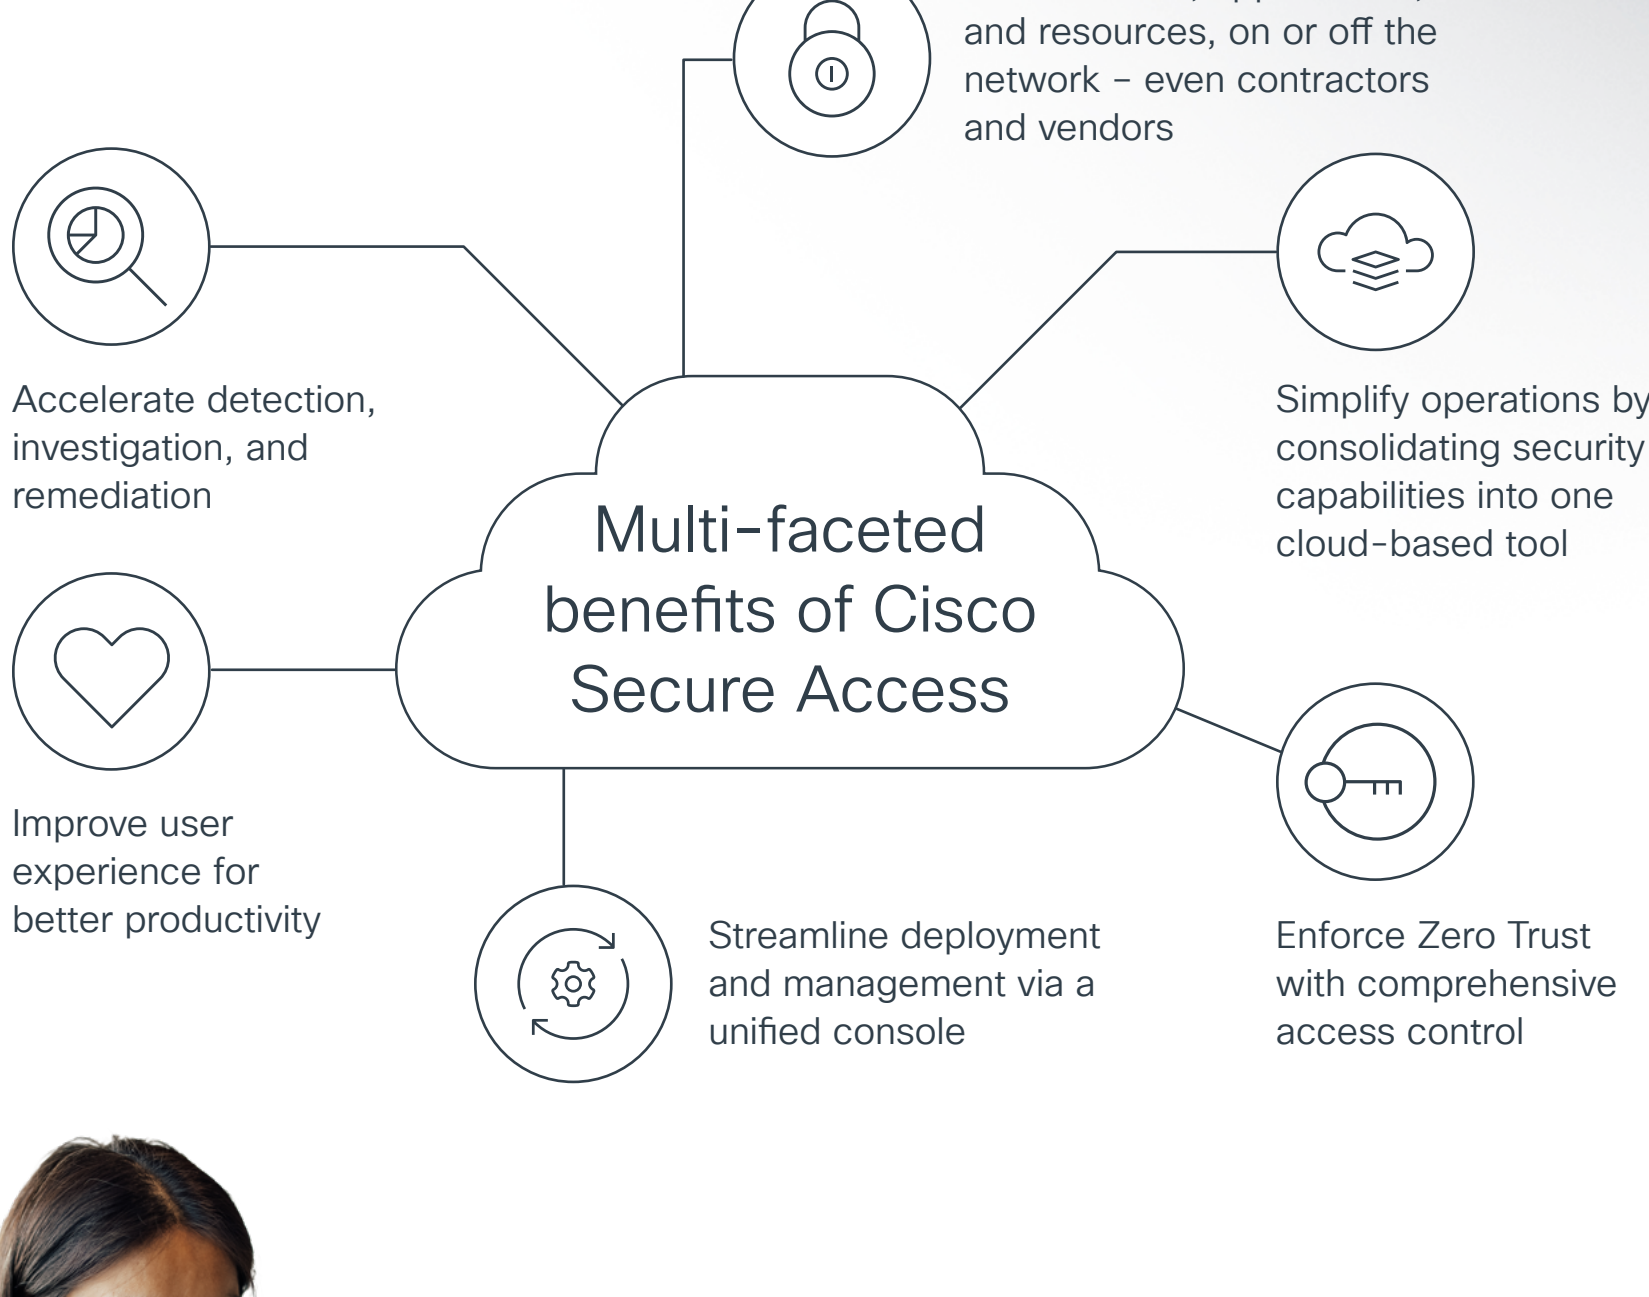 and resources, on or off the
network – even contractors
and vendors
Accelerate detection,
investigation, and
remediation
Simplify operations by
consolidating security
capabilities into one
cloud-based tool
Multi-faceted
benefits of Cisco
Secure Access
Improve user
experience for
better productivity
Streamline deployment
and management via a
unified console
Enforce Zero Trust
with comprehensive
access control